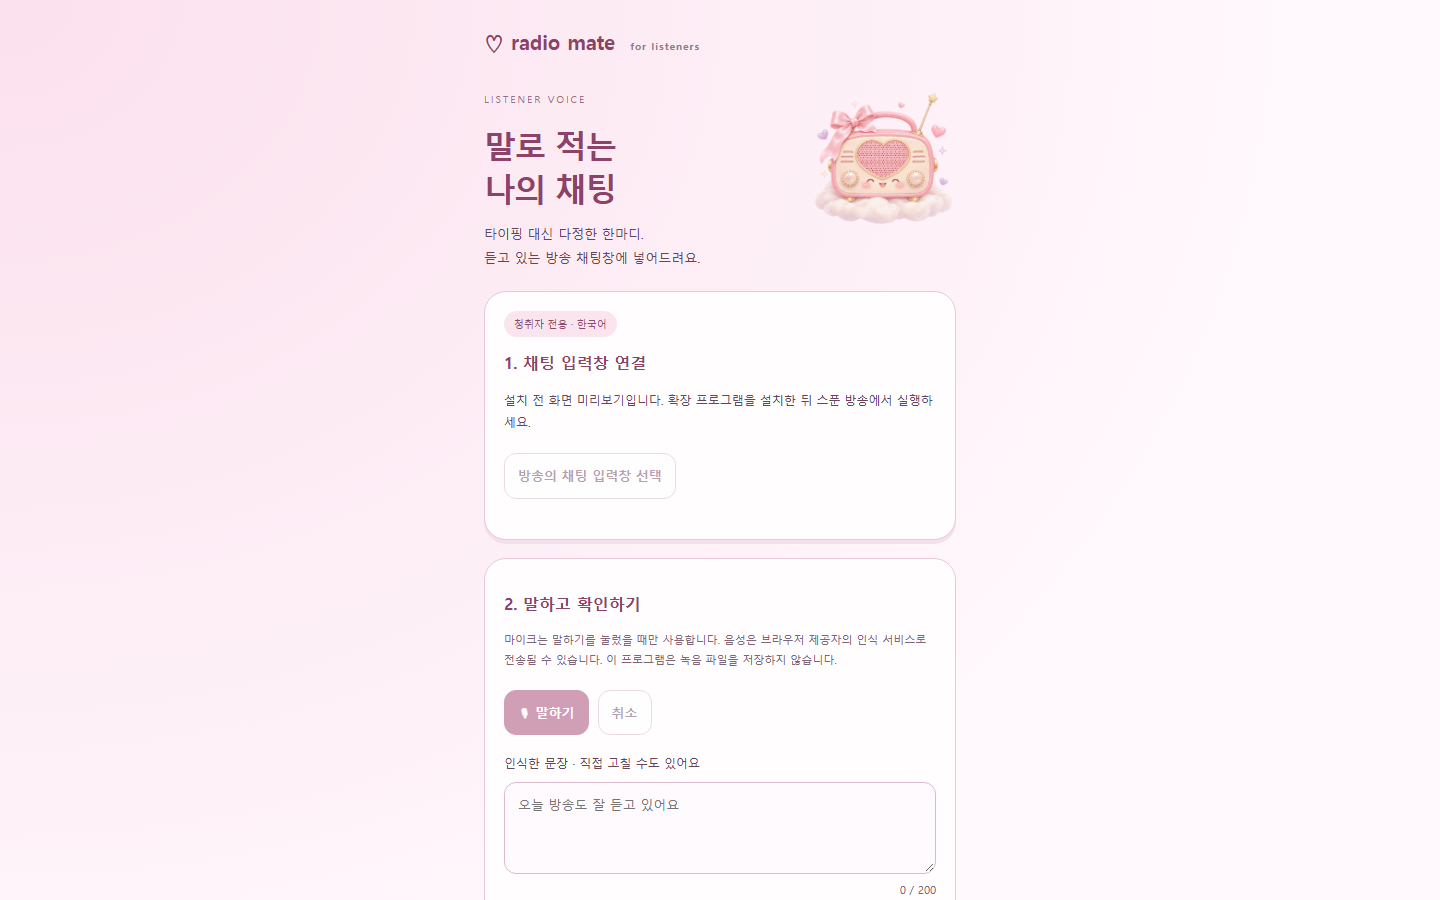 ♡ radio mate for listeners
LISTENER VOICE
말로 적는
나의 채팅
타이핑 대신 다정한 한마디.
듣고 있는 방송 채팅창에 넣어드려요.
청취자 전용 · 한국어
1. 채팅 입력창 연결
설치 전 화면 미리보기입니다. 확장 프로그램을 설치한 뒤 스푼 방송에서 실행하
세요.
방송의 채팅 입력창 선택
2. 말하고 확인하기
마이크는 말하기를 눌렀을 때만 사용합니다. 음성은 브라우저 제공자의 인식 서비스로
전송될 수 있습니다. 이 프로그램은 녹음 파일을 저장하지 않습니다.
말하기 취소
인식한 문장 · 직접 고칠 수도 있어요
오늘 방송도 잘 듣고 있어요
0 / 200